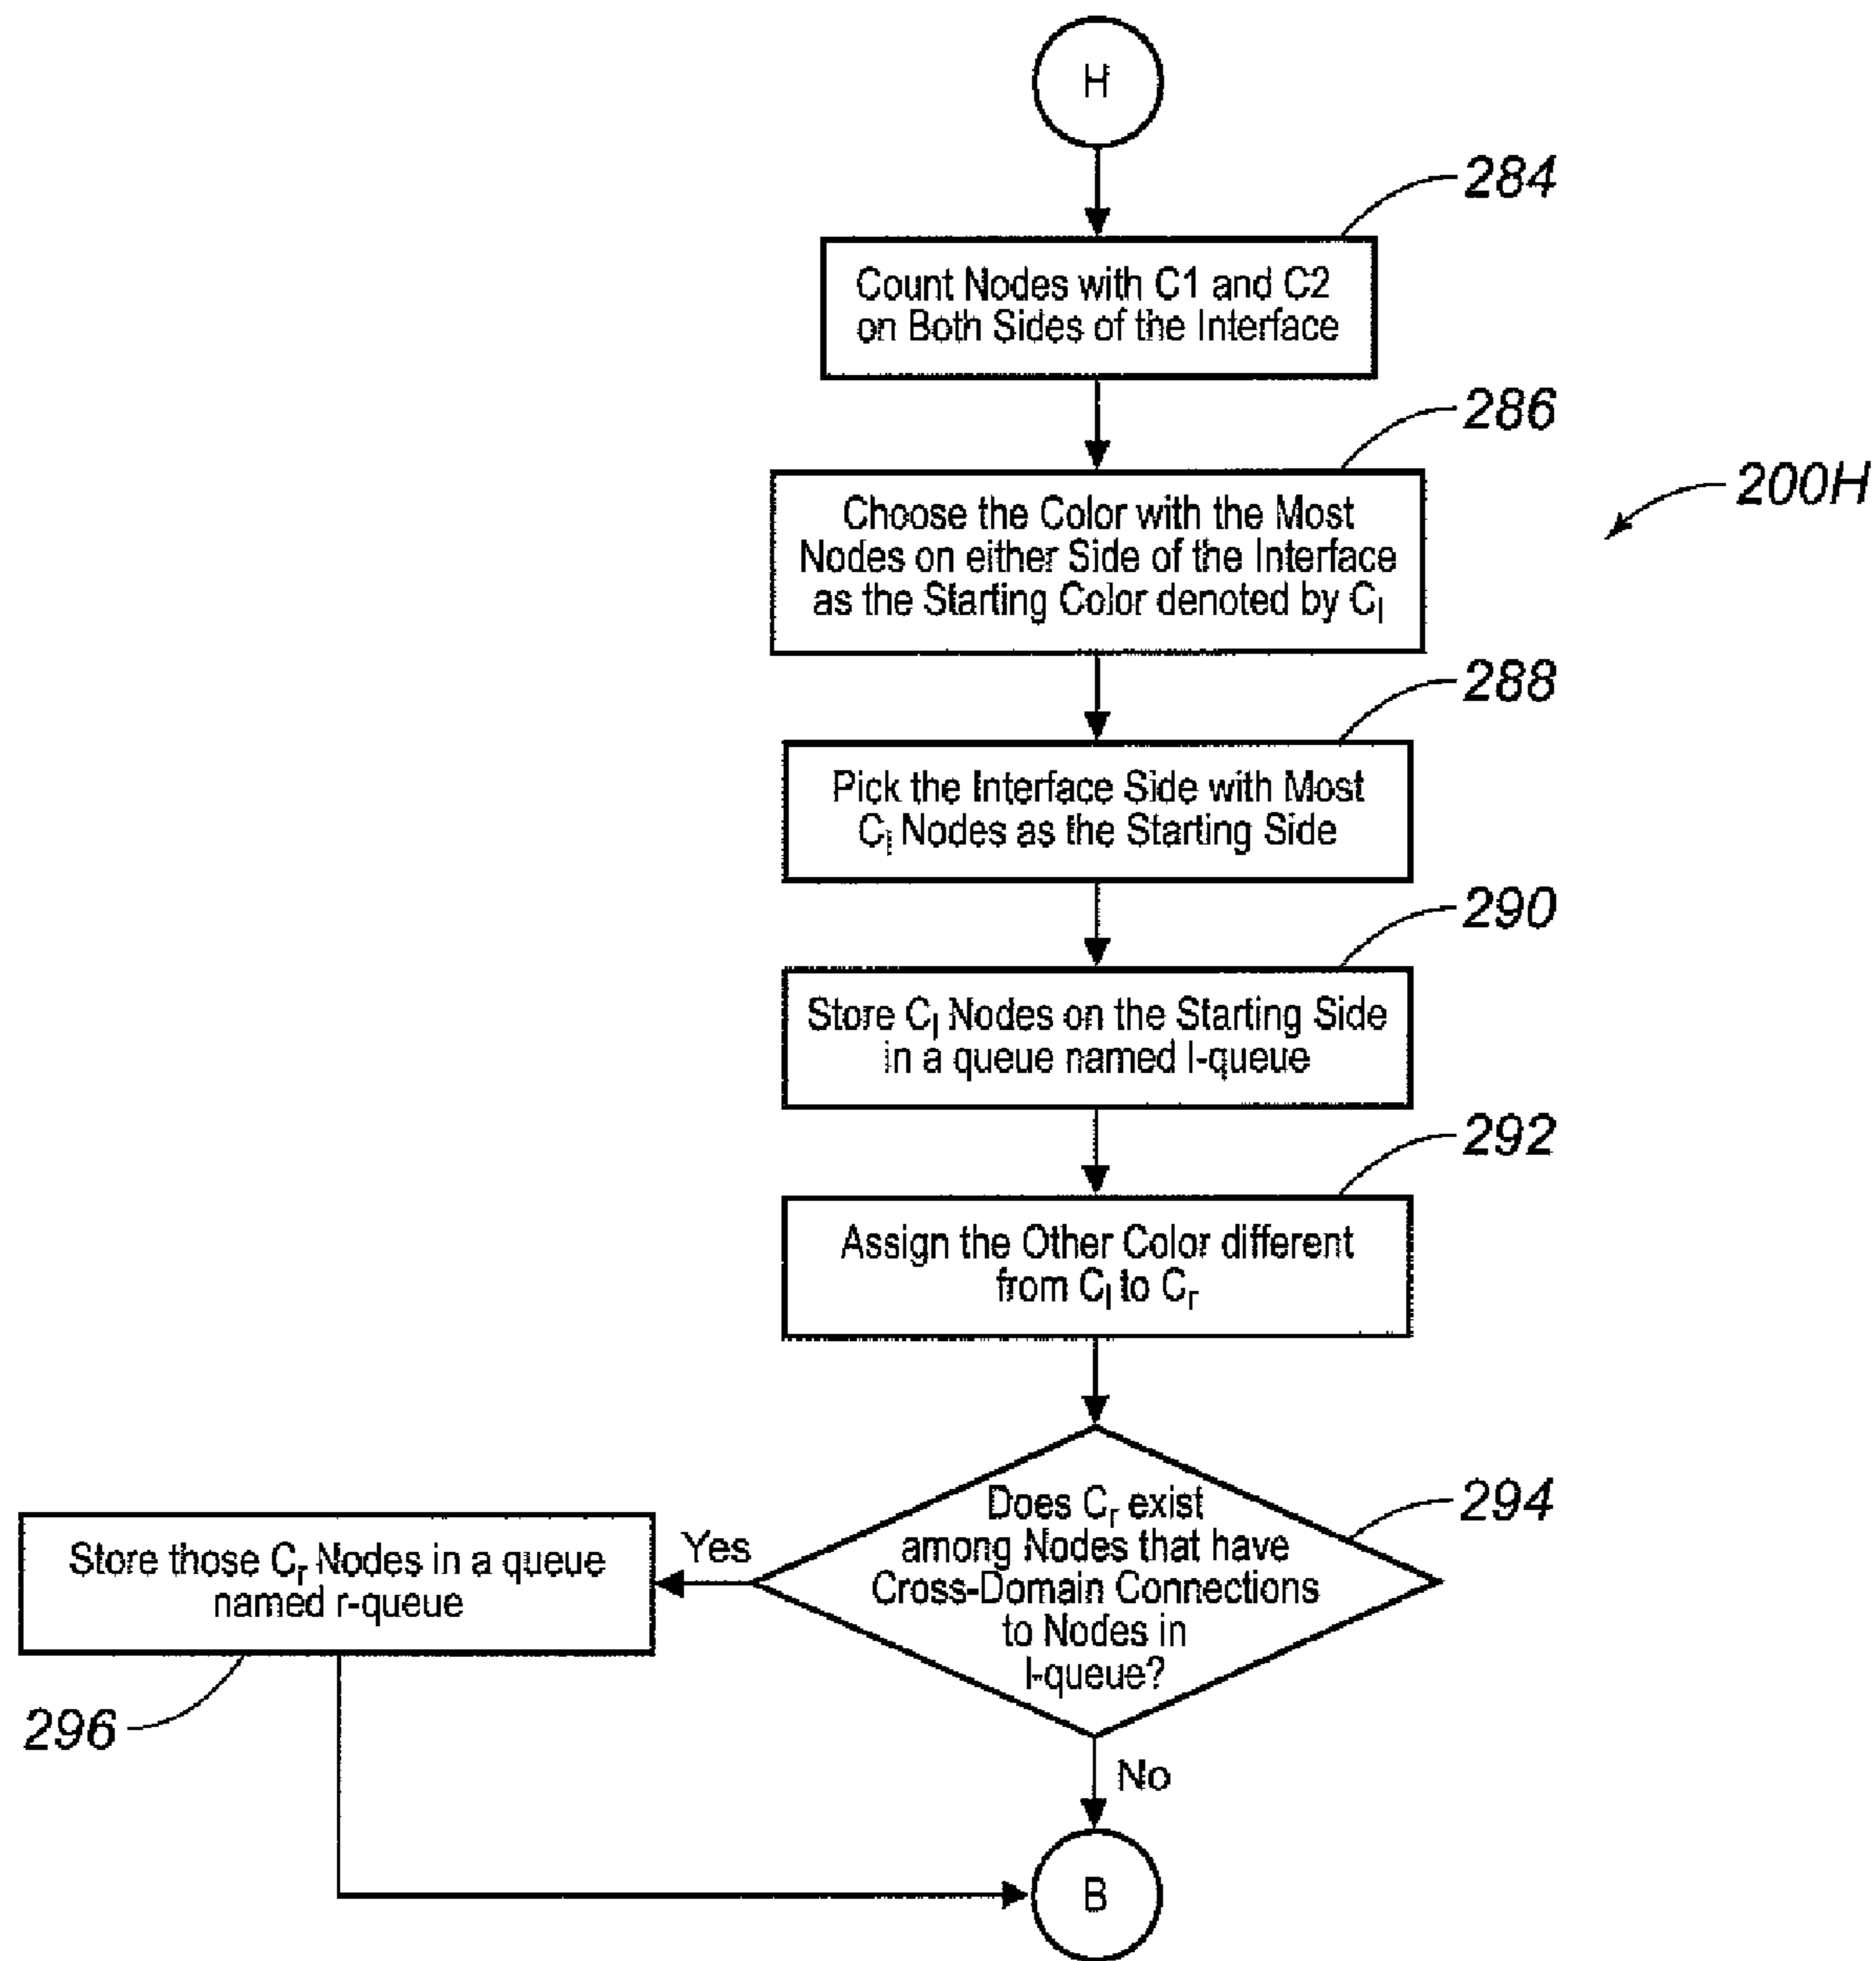 H
284
Count Nodes with C1 and C2
on Both Sides of the Interface
286
Choose the Color with the Most
Nodes on either Side of the Interface
as the Starting Color denoted by Cl
200H
288
Pick the Interface Side with Most
Cl Nodes as the Starting Side
290
Store Cl Nodes on the Starting Side
in a queue named l-queue
292
Assign the Other Color different
from Cl to Cr
294
Does Cr exist
among Nodes that have
Cross-Domain Connections
to Nodes in
l-queue?
Yes
Store those Cr Nodes in a queue
named r-queue
296
No
B